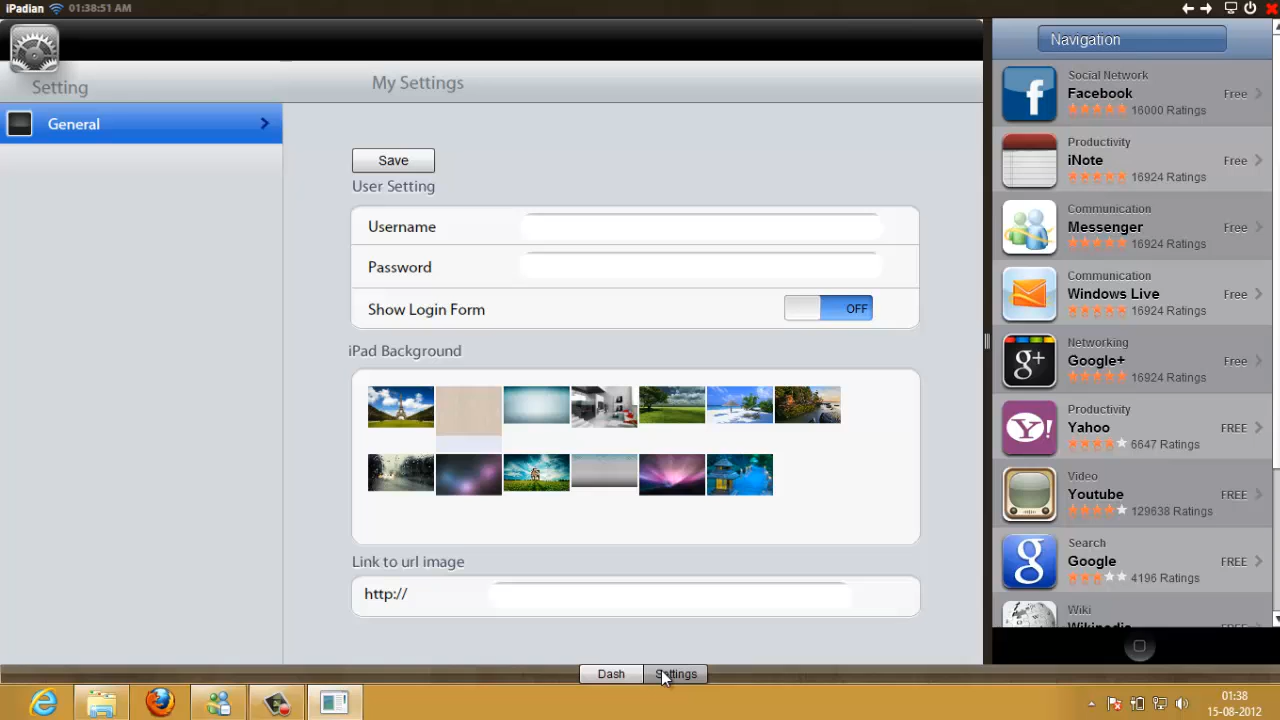 iPadian 01:38:51 AM
Setting
My Settings
General
Save
User Setting
Username
Password
Show Login Form
OFF
iPad Background
Link to url image
http://
Navigation
Social Network
Facebook Free
16000 Ratings
Productivity
iNote Free
16924 Ratings
Communication
Messenger Free
16924 Ratings
Communication
Windows Live Free
16924 Ratings
Networking
Google+ Free
16924 Ratings
Productivity
Yahoo FREE
6647 Ratings
Video
Youtube FREE
129638 Ratings
Search
Google FREE
4196 Ratings
Wiki
Wikipedia
Dash Settings
01:38
15-08-2012